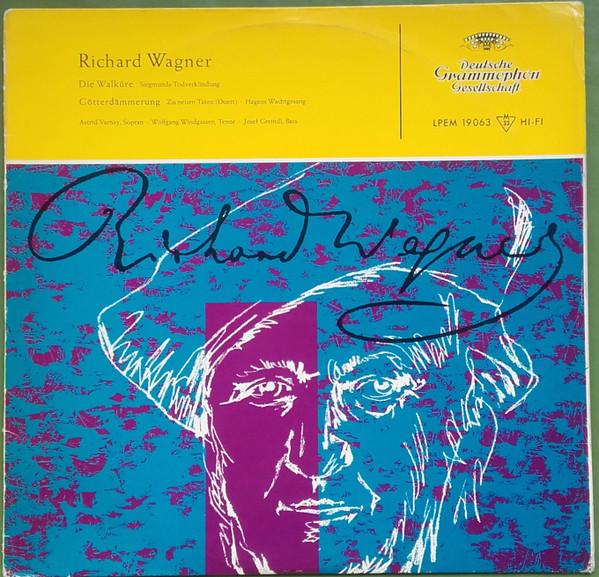 Richard Wagner
Die Walküre · Siegmunds Todverkündung
Götterdämmerung · Zu neuen Taten (Duett) · Hagens Wachtgesang
Astrid Varnay, Sopran · Wolfgang Windgassen, Tenor · Josef Greindl, Bass
Deutsche
Grammophon
Gesellschaft
LPEM 19063 M 33 HI-FI
Richard Wagner